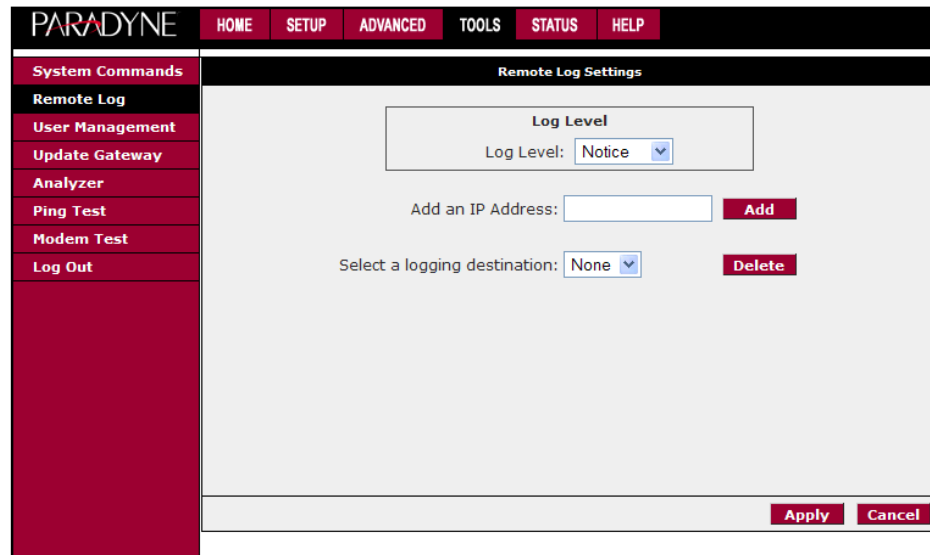 PARADYNE
HOME SETUP ADVANCED TOOLS STATUS HELP
System Commands
Remote Log
User Management
Update Gateway
Analyzer
Ping Test
Modem Test
Log Out
Remote Log Settings
Log Level
Log Level: Notice
Add an IP Address: Add
Select a logging destination: None Delete
Apply Cancel